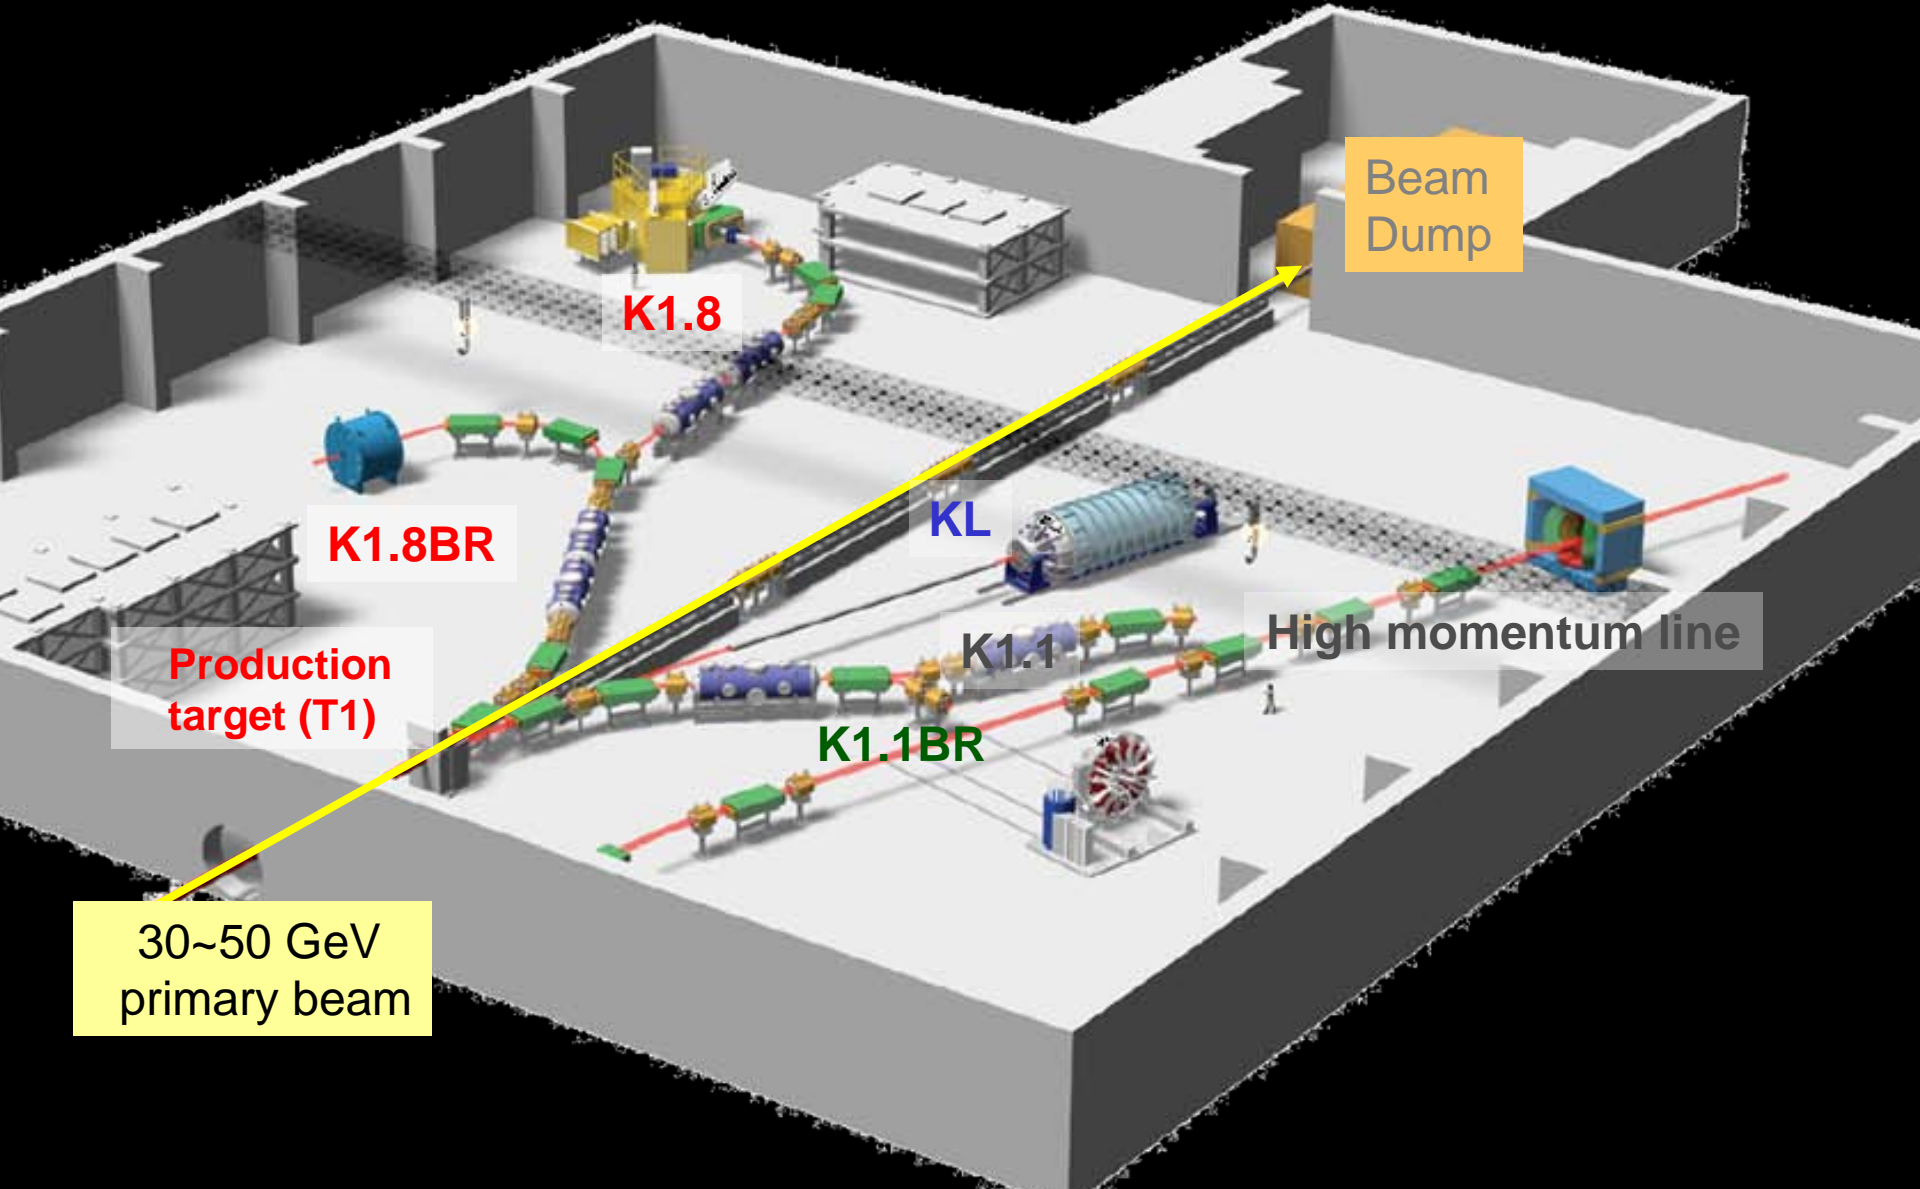 Beam
Dump
K1.8
KL
K1.8BR
High momentum line
K1.1
Production
target (T1)
K1.1BR
30~50 GeV
primary beam